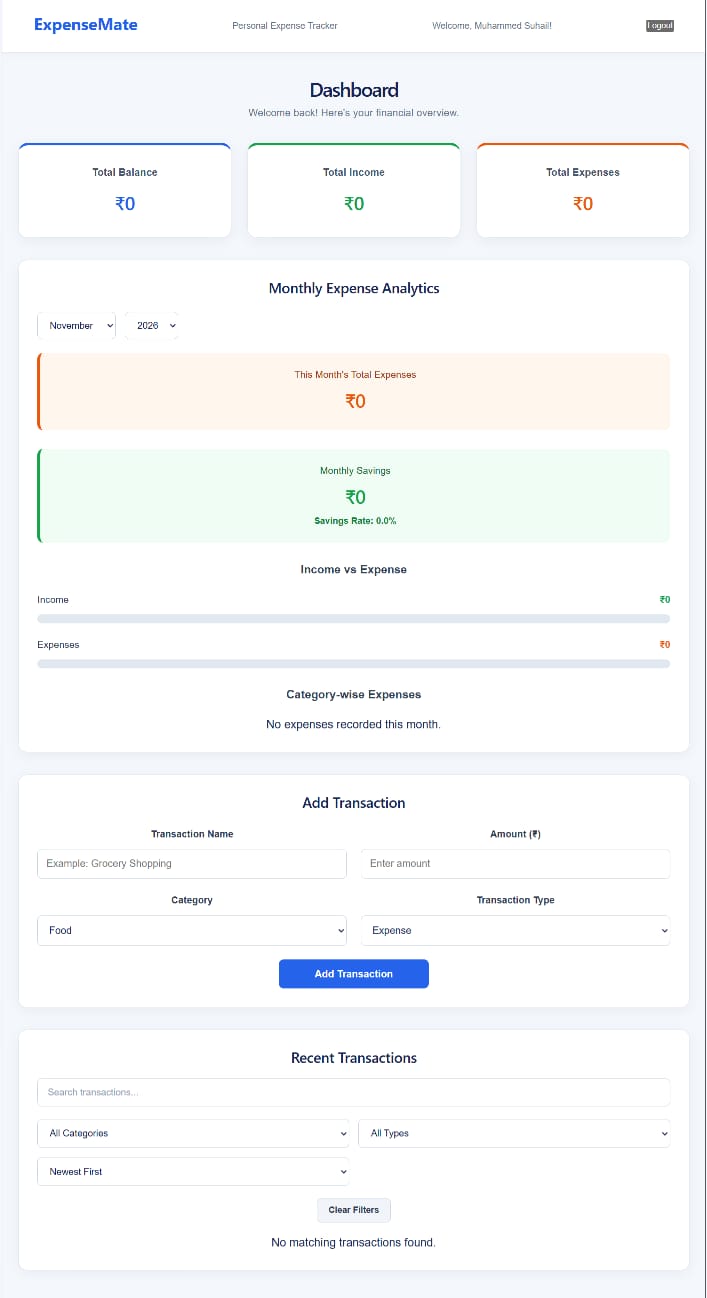 ExpenseMate Personal Expense Tracker Welcome, Muhammed Suhail! Logout
Dashboard
Welcome back! Here's your financial overview.
Total Balance Total Income Total Expenses
₹0 ₹0 ₹0
Monthly Expense Analytics
November 2026
This Month's Total Expenses
₹0
Monthly Savings
₹0
Savings Rate: 0.0%
Income vs Expense
Income ₹0
Expenses ₹0
Category-wise Expenses
No expenses recorded this month.
Add Transaction
Transaction Name Amount (₹)
Example: Grocery Shopping Enter amount
Category Transaction Type
Food Expense
Add Transaction
Recent Transactions
Search transactions...
All Categories All Types
Newest First
Clear Filters
No matching transactions found.